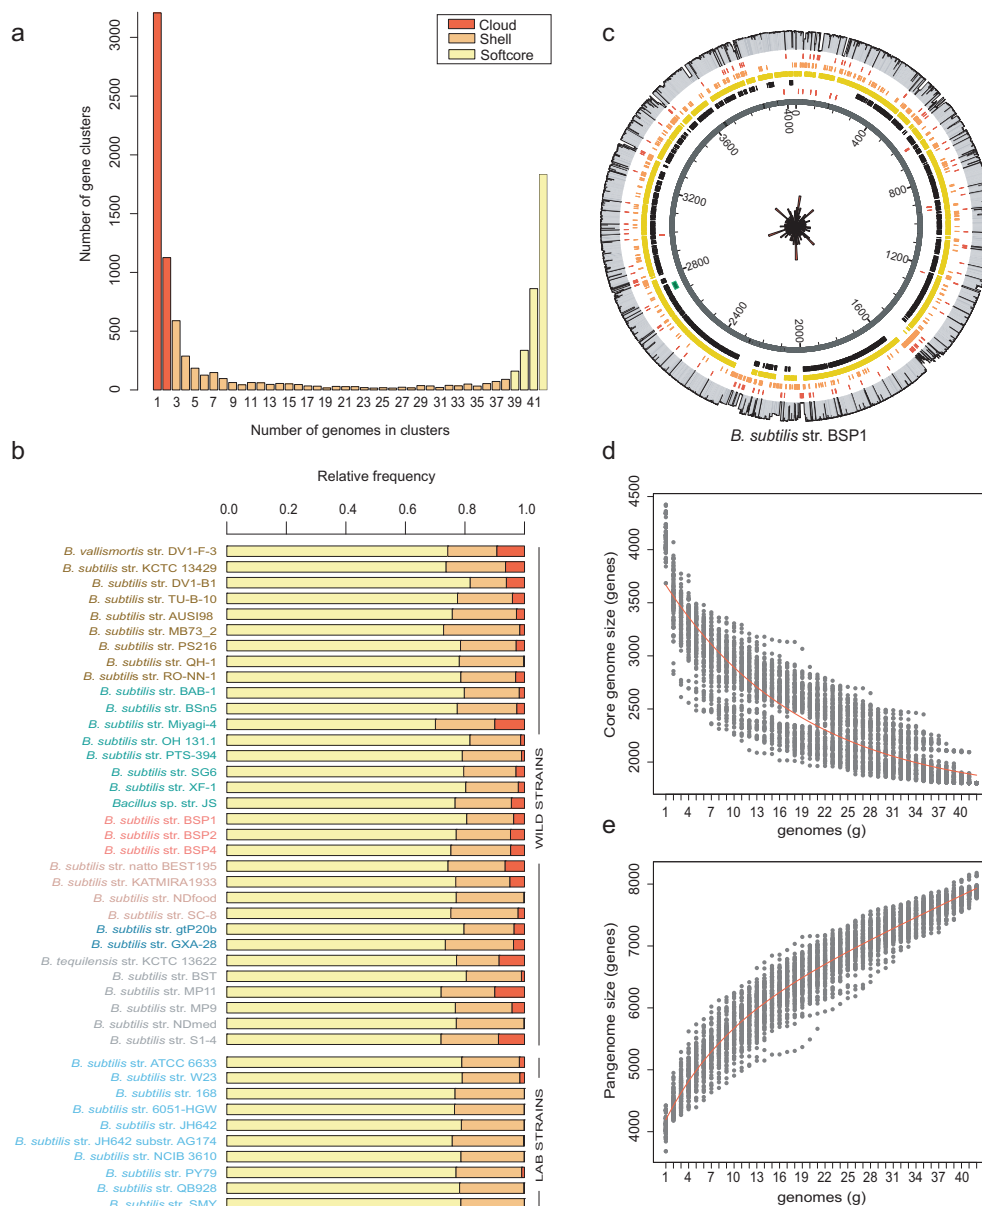 a
Cloud
Shell
Softcore
Number of gene clusters
0 500 1000 1500 2000 2500 3000
1 3 5 7 9 11 13 15 17 19 21 23 25 27 29 31 33 35 37 39 41
Number of genomes in clusters
b
Relative frequency
0.0 0.2 0.4 0.6 0.8 1.0
B. vallismortis str. DV1-F-3
B. subtilis str. KCTC 13429
B. subtilis str. DV1-B1
B. subtilis str. TU-B-10
B. subtilis str. AUSI98
B. subtilis str. MB73_2
B. subtilis str. PS216
B. subtilis str. QH-1
B. subtilis str. RO-NN-1
B. subtilis str. BAB-1
B. subtilis str. BSn5
B. subtilis str. Miyagi-4
B. subtilis str. OH 131.1
B. subtilis str. PTS-394
B. subtilis str. SG6
B. subtilis str. XF-1
Bacillus sp. str. JS
B. subtilis str. BSP1
B. subtilis str. BSP2
B. subtilis str. BSP4
B. subtilis str. natto BEST195
B. subtilis str. KATMIRA1933
B. subtilis str. NDfood
B. subtilis str. SC-8
B. subtilis str. gtP20b
B. subtilis str. GXA-28
B. tequilensis str. KCTC 13622
B. subtilis str. BST
B. subtilis str. MP11
B. subtilis str. MP9
B. subtilis str. NDmed
B. subtilis str. S1-4
WILD STRAINS
B. subtilis str. ATCC 6633
B. subtilis str. W23
B. subtilis str. 168
B. subtilis str. 6051-HGW
B. subtilis str. JH642
B. subtilis str. JH642 substr. AG174
B. subtilis str. NCIB 3610
B. subtilis str. PY79
B. subtilis str. QB928
B. subtilis str. SMY
LAB STRAINS
c
0
400
800
1200
1600
2000
2400
2800
3200
3600
4000
B. subtilis str. BSP1
d
Core genome size (genes)
2000 2500 3000 3500 4000 4500
1 4 7 10 13 16 19 22 25 28 31 34 37 40
genomes (g)
e
Pangenome size (genes)
4000 5000 6000 7000 8000
1 4 7 10 13 16 19 22 25 28 31 34 37 40
genomes (g)